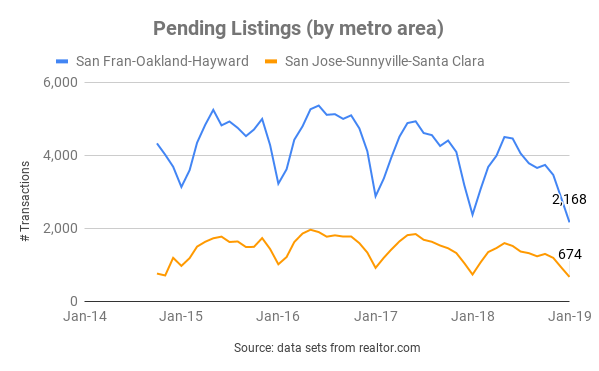 Pending Listings (by metro area)
San Fran-Oakland-Hayward
San Jose-Sunnyville-Santa Clara
# Transactions
6,000
4,000
2,000
0
2,168
674
Jan-14
Jan-15
Jan-16
Jan-17
Jan-18
Jan-19
Source: data sets from realtor.com